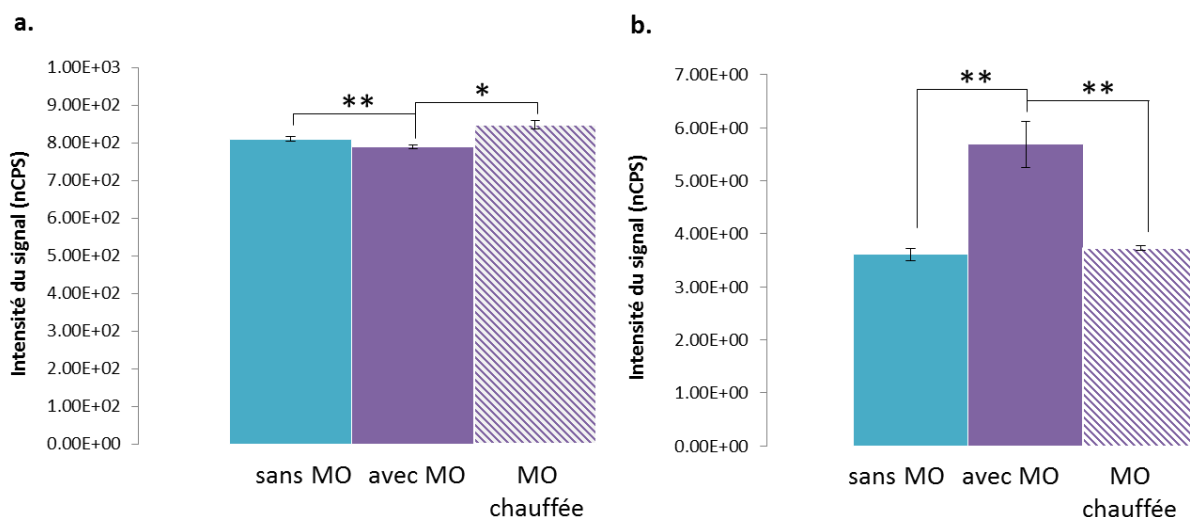 a.
Intensité du signal (nCPS)
1.00E+03
9.00E+02
8.00E+02
7.00E+02
6.00E+02
5.00E+02
4.00E+02
3.00E+02
2.00E+02
1.00E+02
0.00E+00
**
*
sans MO
avec MO
MO
chauffée
b.
Intensité du signal (nCPS)
7.00E+00
6.00E+00
5.00E+00
4.00E+00
3.00E+00
2.00E+00
1.00E+00
0.00E+00
**
**
sans MO
avec MO
MO
chauffée